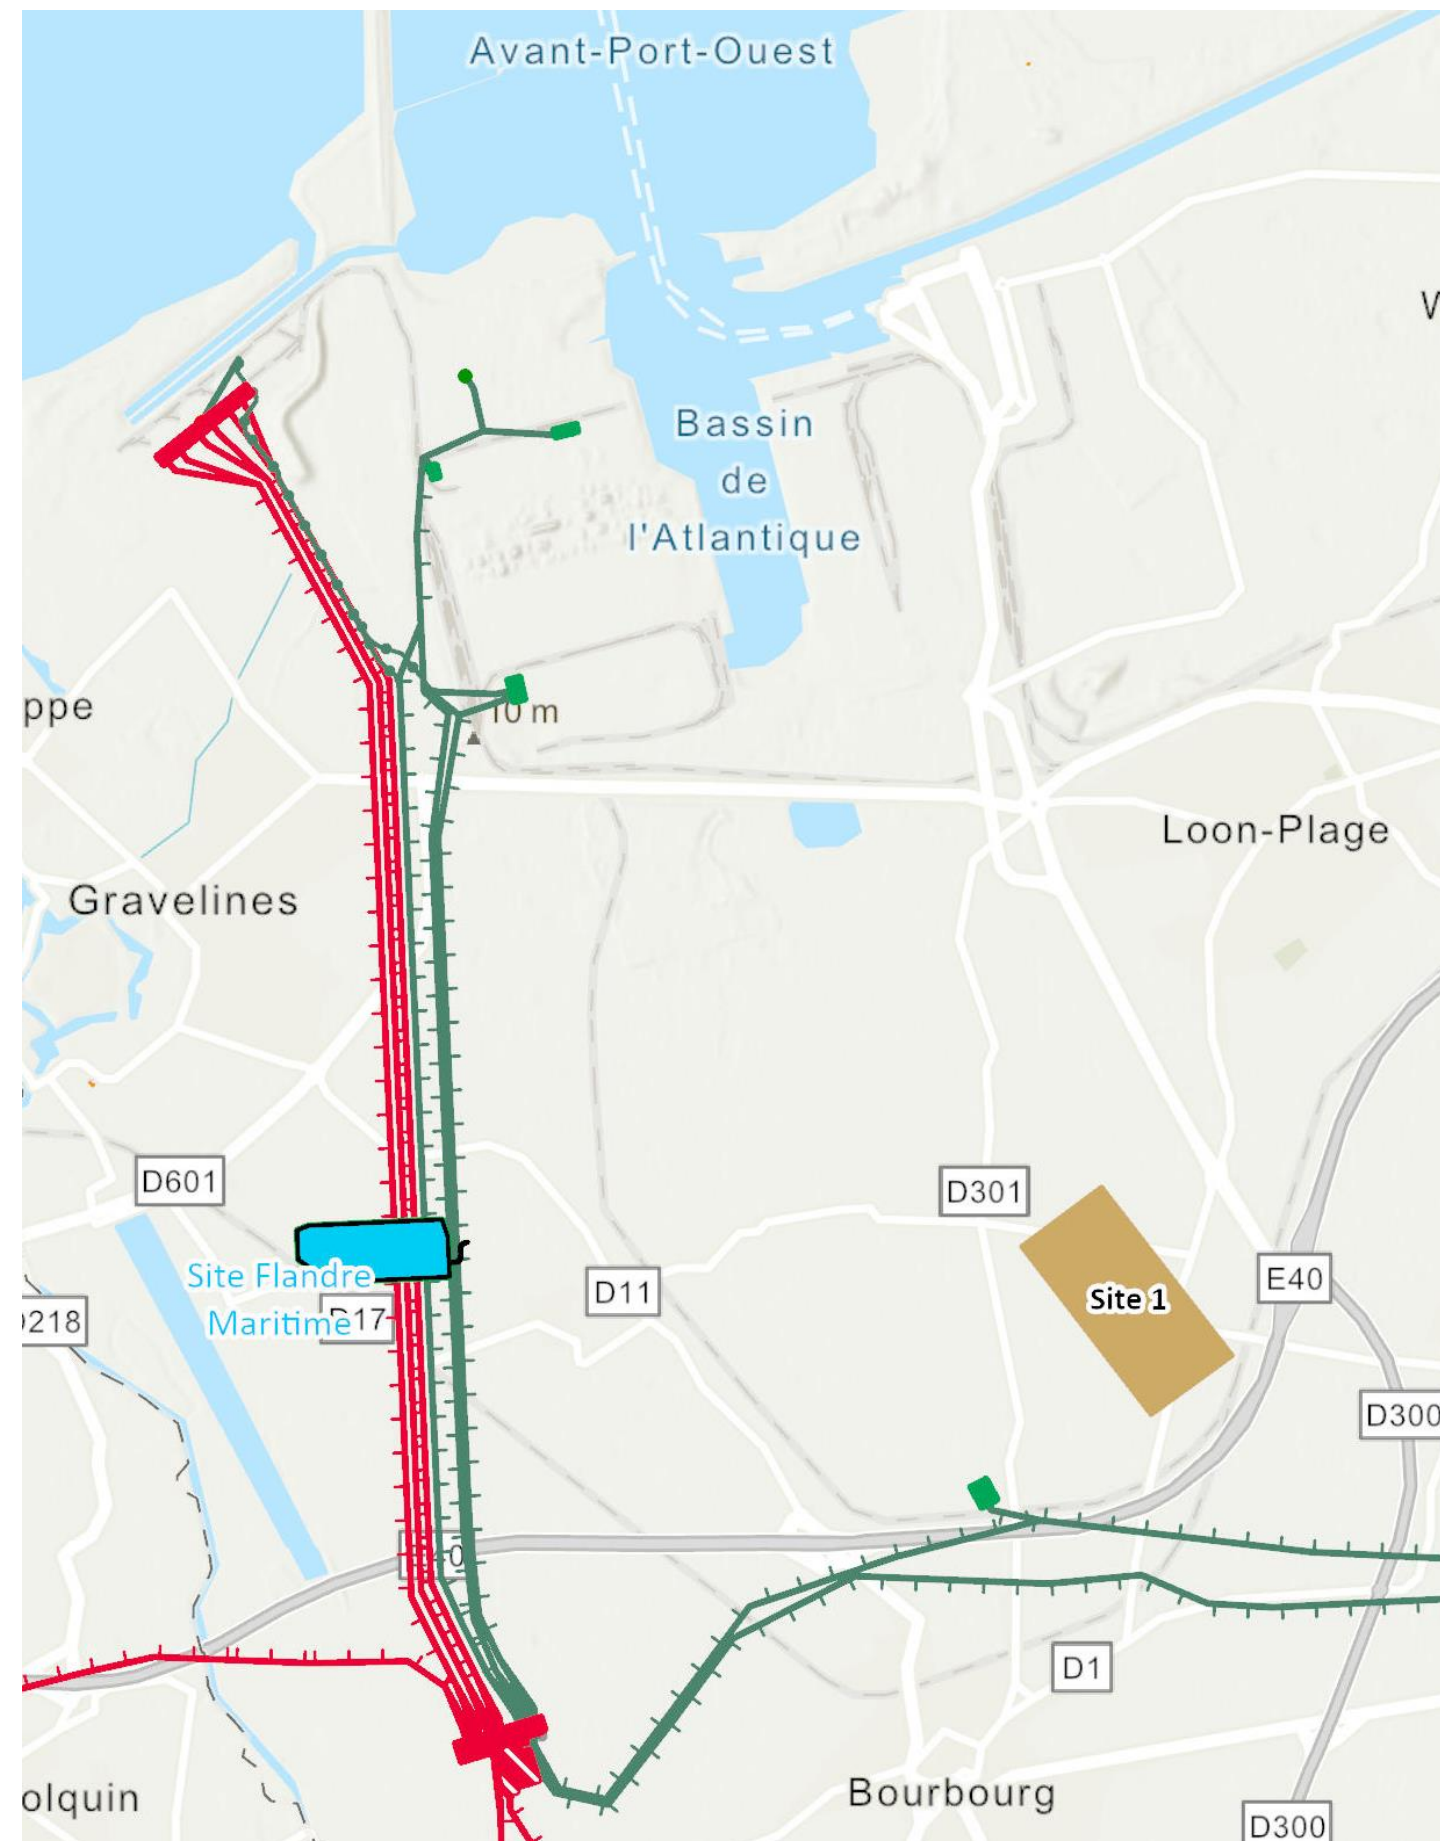 Avant-Port-Ouest
Bassin
de
l'Atlantique
ppe
10 m
Loon-Plage
Gravelines
D601
D301
Site Flandre
Maritime
D17
218
D11
Site 1
E40
D300
D1
olquin
Bourbourg
D300